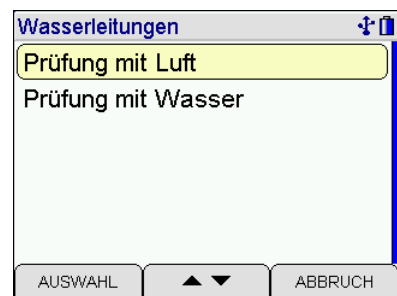 Wasserleitungen
Prüfung mit Luft
Prüfung mit Wasser
AUSWAHL ▲ ▼ ABBRUCH